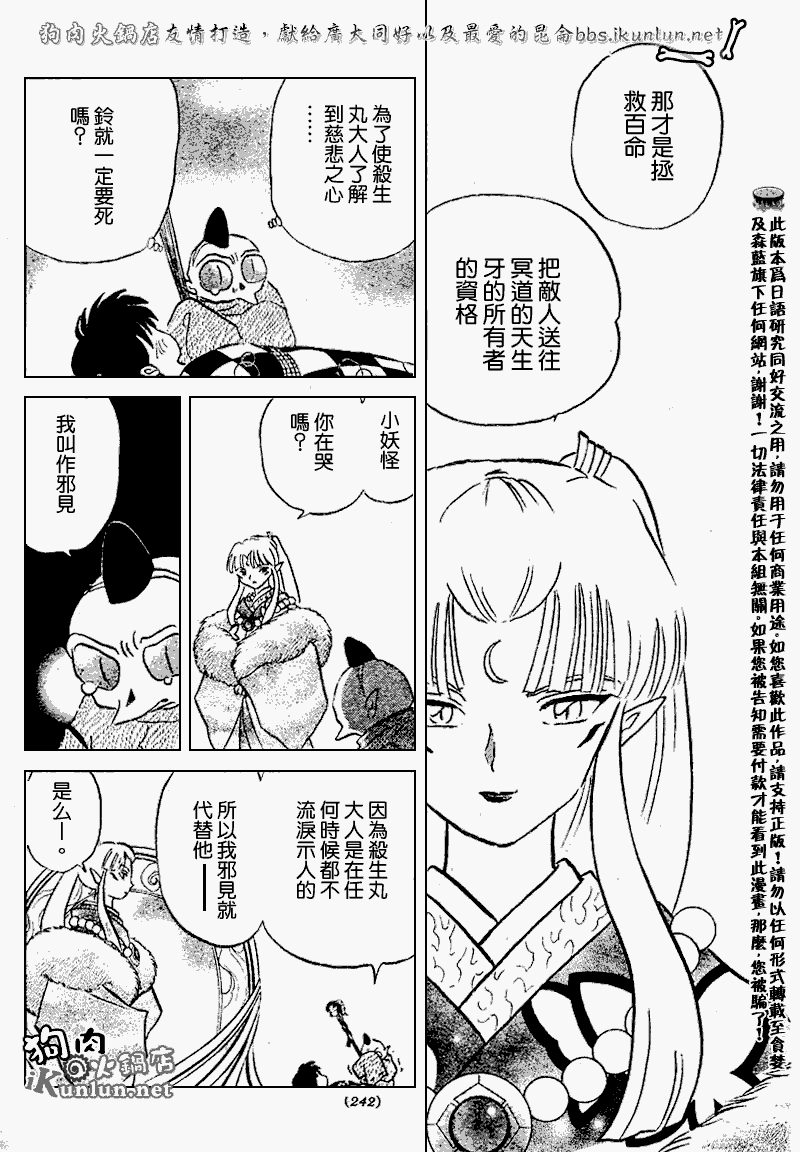 狗肉火鍋店友情打造，獻給廣大同好以及最愛的昆侖bbs.ikunlun.net
那才是拯
救百命
把敵人送往
冥道的天生
牙的所有者
的資格
為了使殺生
丸大人了解
到慈悲之心
……
鈴就一定要死
嗎？
小妖怪
你在哭
嗎？
我叫作邪見
因為殺生丸
大人是在任
何時候都不
流淚示人的
所以我邪見就
代替他——
是么ー。
此版本爲日語研究同好交流之用，請勿用于任何商業用途。如您喜歡此作品，請支持正版！請勿以任何形式轉載至貪婪
及森藍旗下任何網站，謝謝！一切法律責任與本組無關。如果您被告知需要付款才能看到此漫畫，那麼，您被騙了！
狗肉火鍋店
iKunlun.net
(242)